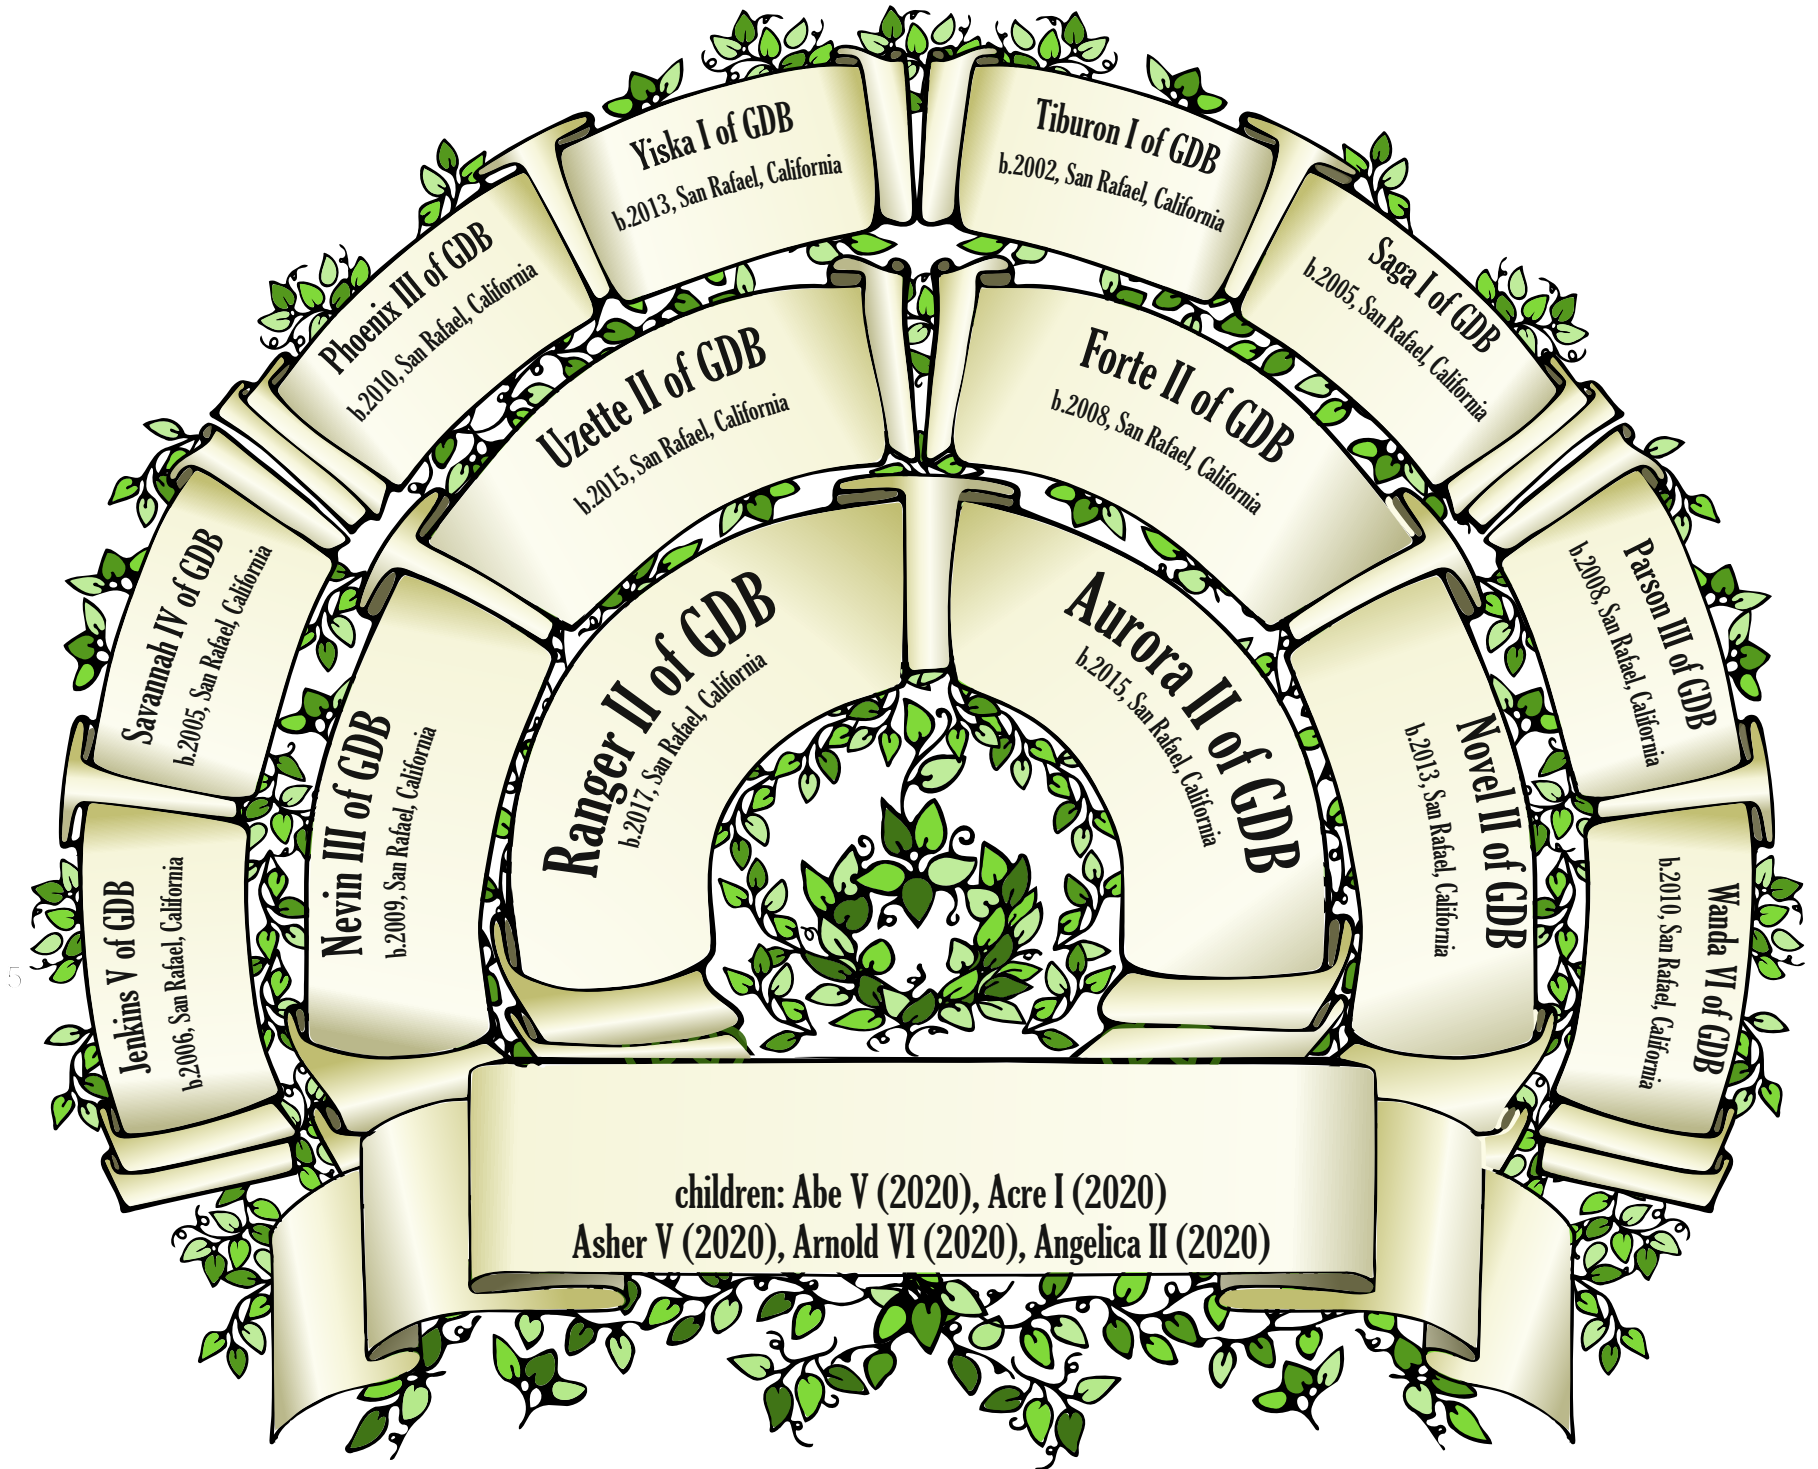 Yiska I of GDB
b.2013, San Rafael, California
Tiburon I of GDB
b.2002, San Rafael, California
Phoenix III of GDB
b.2010, San Rafael, California
Saga I of GDB
b.2005, San Rafael, California
Uzette II of GDB
b.2015, San Rafael, California
Forte II of GDB
b.2008, San Rafael, California
Savannah IV of GDB
b.2005, San Rafael, California
Parson III of GDB
b.2008, San Rafael, California
Ranger II of GDB
b.2017, San Rafael, California
Aurora II of GDB
b.2015, San Rafael, California
Nevin III of GDB
b.2009, San Rafael, California
Novel II of GDB
b.2013, San Rafael, California
Jenkins V of GDB
b.2006, San Rafael, California
Wanda VI of GDB
b.2010, San Rafael, California
5
children: Abe V (2020), Acre I (2020)
Asher V (2020), Arnold VI (2020), Angelica II (2020)